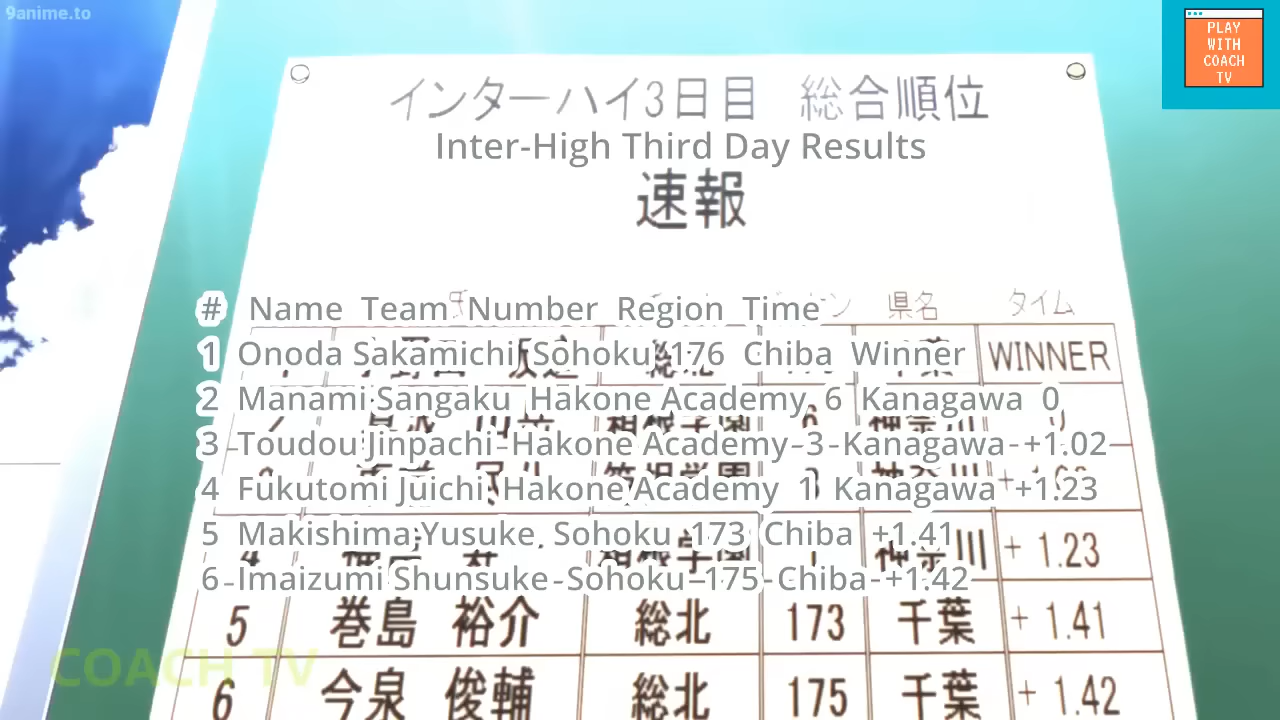 9anime.to
PLAY
WITH
COACH
TV
インターハイ3日目 総合順位
Inter-High Third Day Results
速報
# Name Team Number Region Time
県名 タイム
1 Onoda Sakamichi Sohoku 176 Chiba Winner
WINNER
2 Manami Sangaku Hakone Academy 6 Kanagawa 0
3 Toudou Jinpachi Hakone Academy 3 Kanagawa +1.02
4 Fukutomi Juichi Hakone Academy 1 Kanagawa +1.23
5 Makishima Yusuke Sohoku 173 Chiba +1.41
+ 1.23
6 Imaizumi Shunsuke Sohoku 175 Chiba +1.42
5 巻島 裕介 総北 173 千葉 + 1.41
COACH TV
6 今泉 俊輔 総北 175 千葉 + 1.42